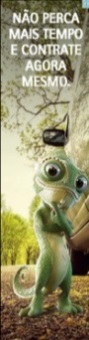 NÃO PERCA
MAIS TEMPO
E CONTRATE
AGORA
MESMO.